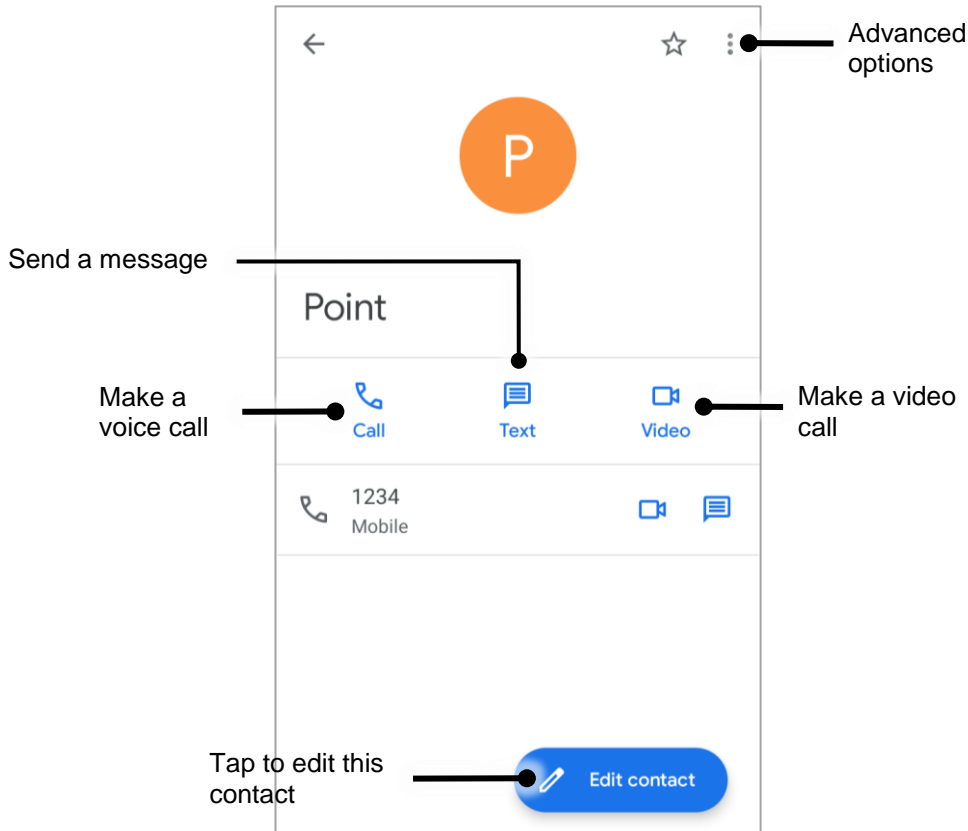 Advanced
options
P
Send a message
Point
Make a
voice call
Call
Text
Video
Make a video
call
1234
Mobile
Tap to edit this
contact
Edit contact